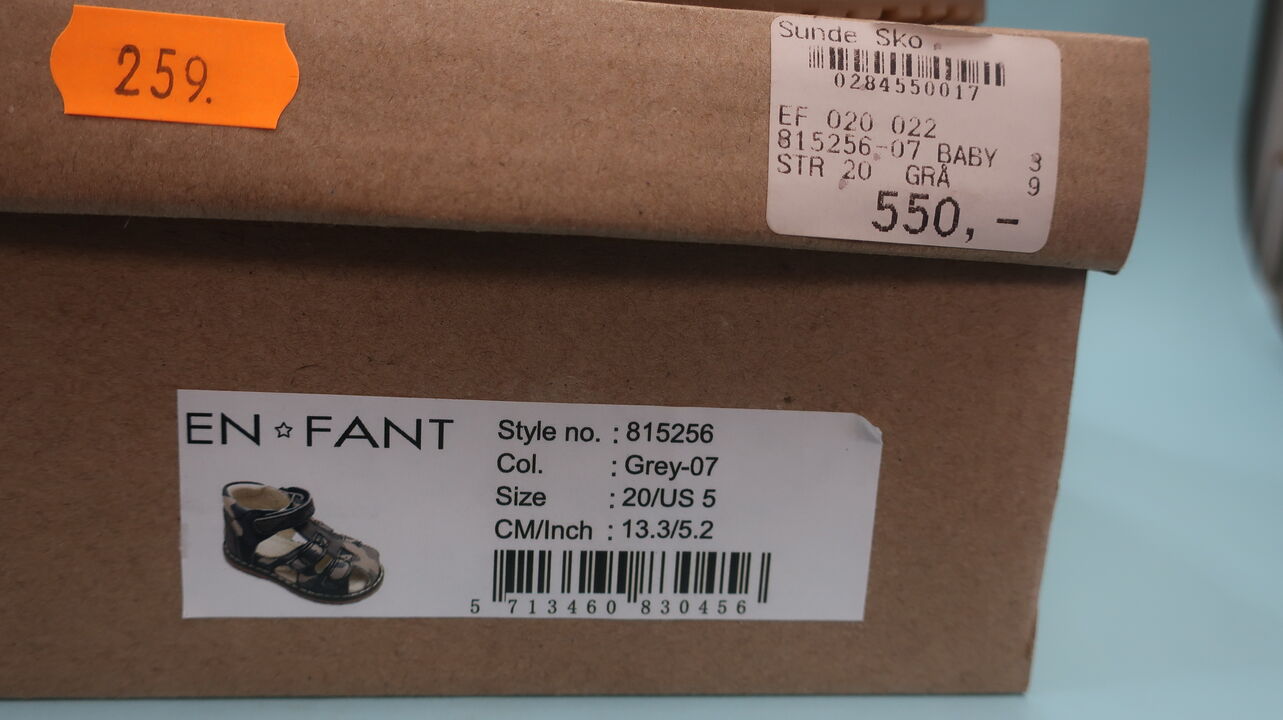 259.
Sunde Sko
0284550017
EF 020 022
815256-07 BABY 3
STR 20 GRÅ 9
550,-
EN☆FANT
Style no. : 815256
Col. : Grey-07
Size : 20/US 5
CM/Inch : 13.3/5.2
5 713460 830456